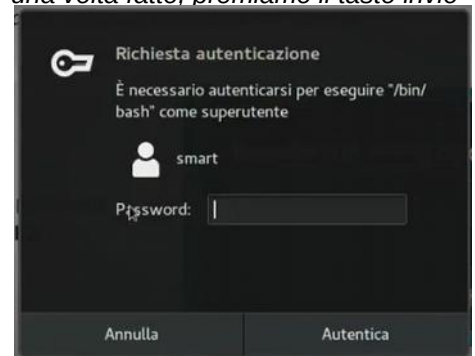 una volta fatto, premiamo il tasto invio
Richiesta autenticazione
È necessario autenticarsi per eseguire "/bin/
bash" come superutente
smart
Password:
Annulla
Autentica